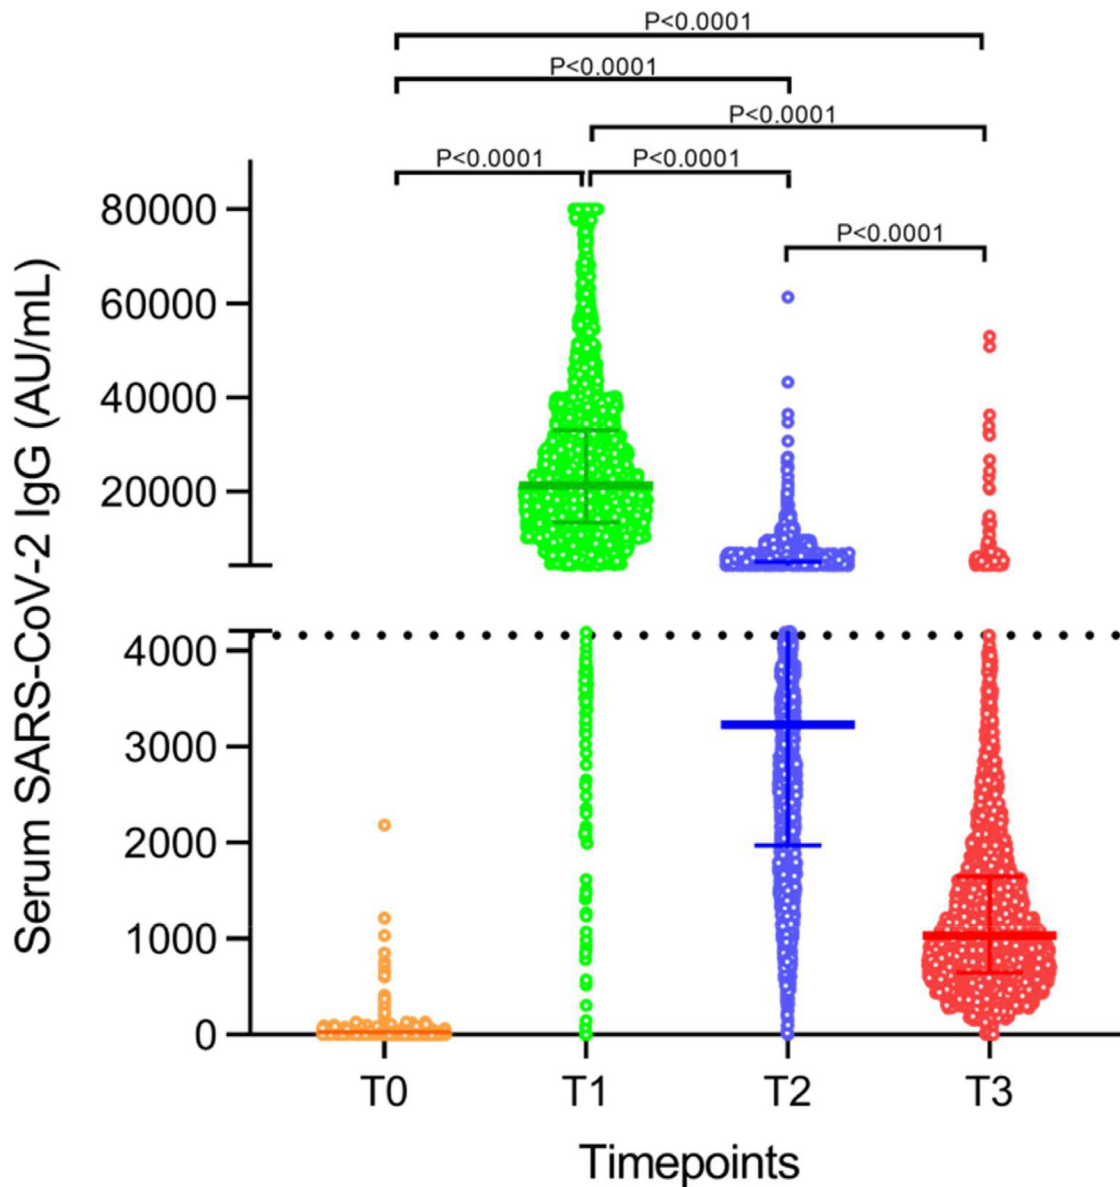 P<0.0001
P<0.0001
P<0.0001
P<0.0001 P<0.0001
P<0.0001
Serum SARS-CoV-2 IgG (AU/mL)
80000
60000
40000
20000
4000
3000
2000
1000
0
T0 T1 T2 T3
Timepoints